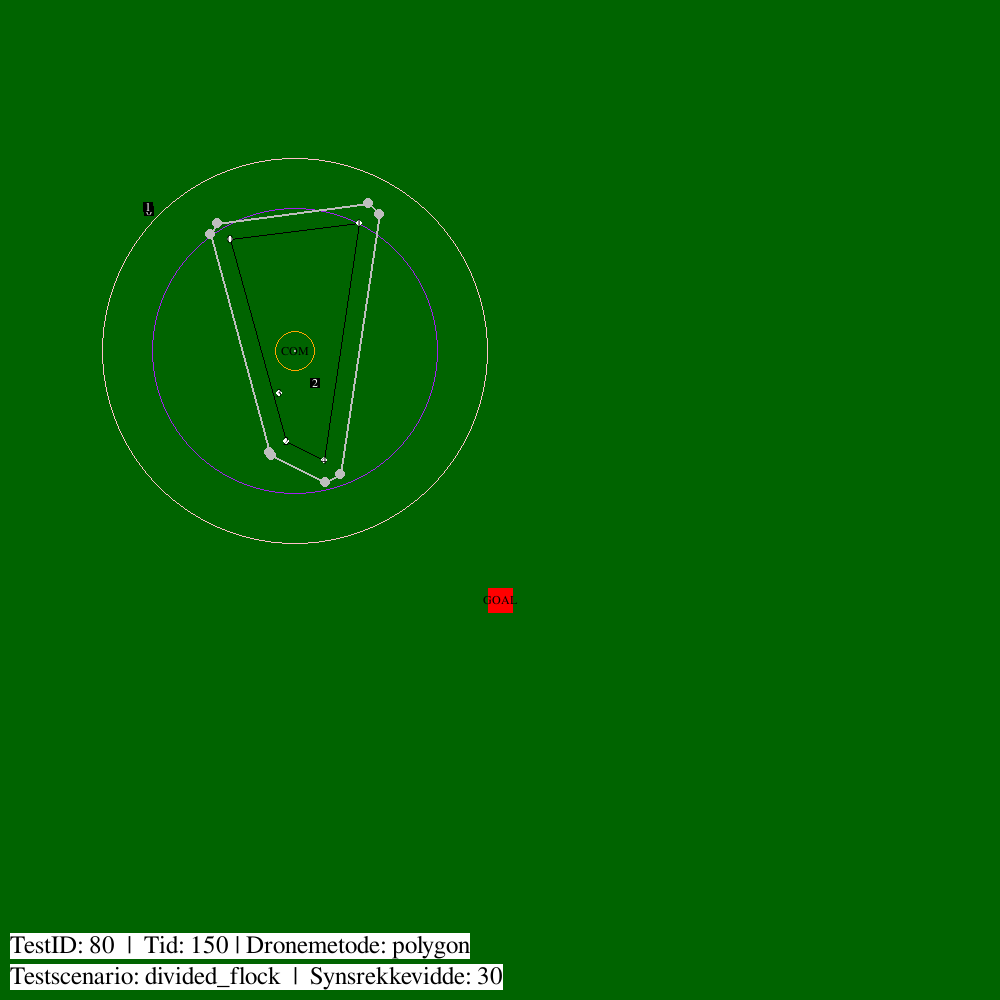 1
COM
2
GOAL
TestID: 80 | Tid: 150 | Dronemetode: polygon
Testscenario: divided_flock | Synsrekkevidde: 30